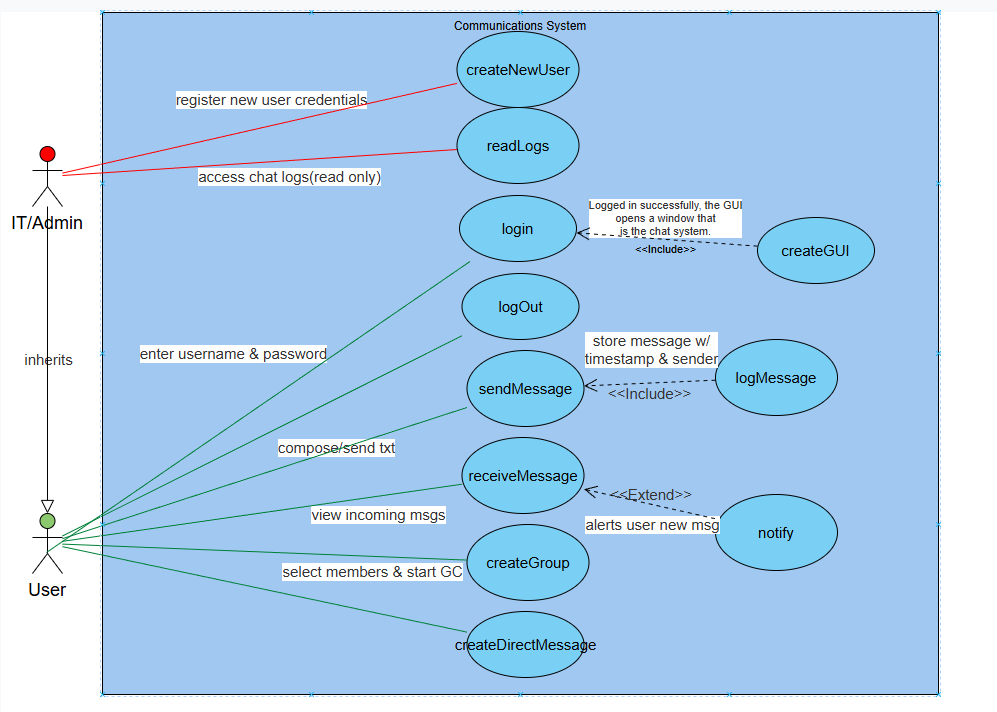 Communications System
createNewUser
register new user credentials
readLogs
access chat logs(read only)
IT/Admin
Logged in successfully, the GUI
opens a window that
is the chat system.
login
<<Include>>
createGUI
logOut
enter username & password
inherits
store message w/
timestamp & sender
sendMessage
<<Include>>
logMessage
compose/send txt
receiveMessage
<<Extend>>
view incoming msgs
alerts user new msg
notify
createGroup
select members & start GC
User
createDirectMessage